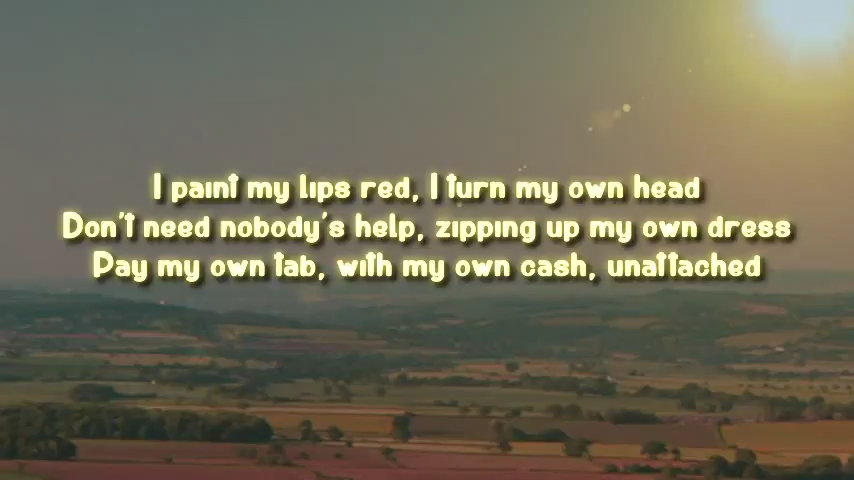 I paint my lips red, I turn my own head
Don't need nobody's help, zipping up my own dress
Pay my own tab, with my own cash, unattached